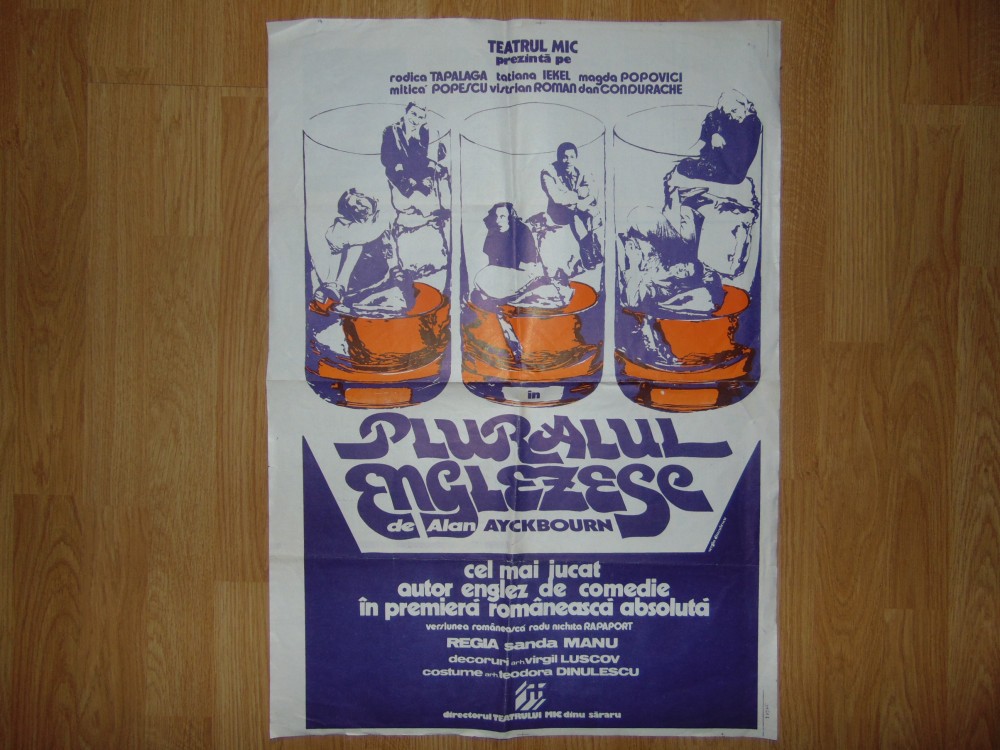 TEATRUL MIC
prezintă pe
rodica TAPALAGA tatiana IEKEL magda POPOVICI
mitică POPESCU vistrian ROMAN dan CONDURACHE
în
PLURALUL
ENGLEZESC
de Alan AYCKBOURN
cel mai jucat
autor englez de comedie
în premieră românească absolută
versiunea românească radu nichita RAPAPORT
REGIA sanda MANU
decoruri arh virgil LUSCOV
costume arh teodora DINULESCU
directorul TEATRULUI MIC dinu săraru